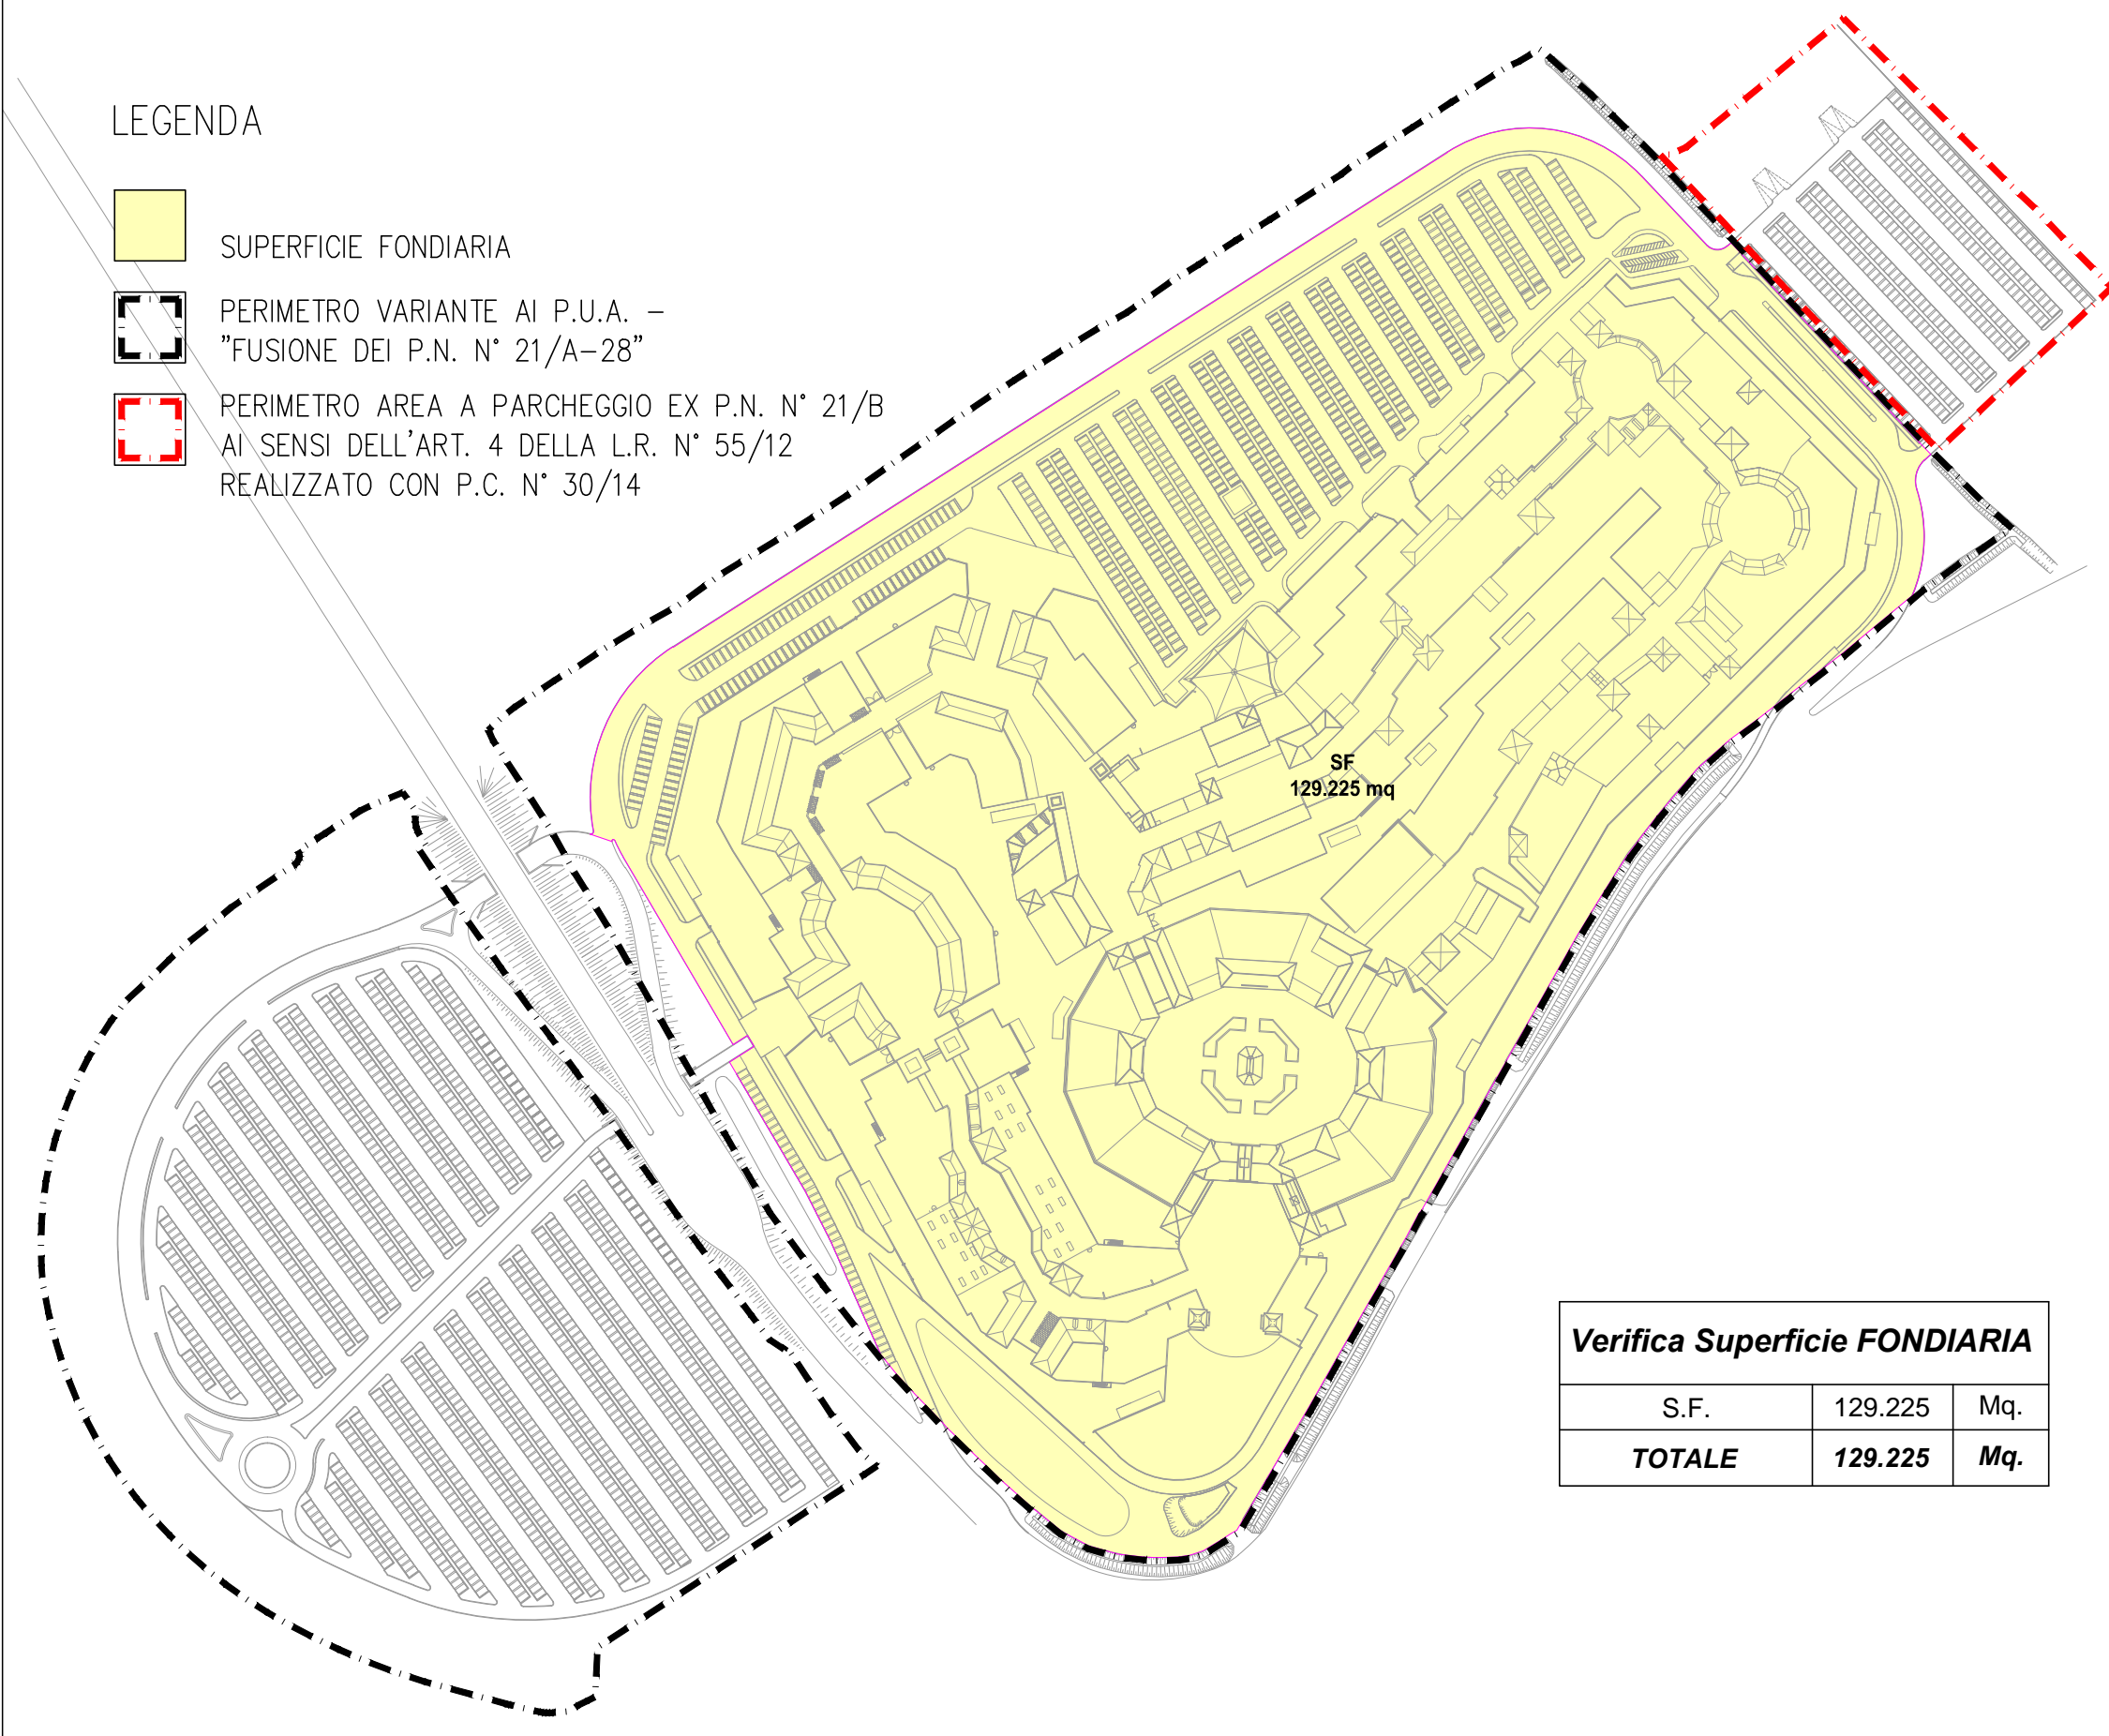 LEGENDA
SUPERFICIE FONDIARIA
PERIMETRO VARIANTE AI P.U.A. –
"FUSIONE DEI P.N. N° 21/A–28"
PERIMETRO AREA A PARCHEGGIO EX P.N. N° 21/B
AI SENSI DELL'ART. 4 DELLA L.R. N° 55/12
REALIZZATO CON P.C. N° 30/14
SF
129.225 mq
Verifica Superficie FONDIARIA
S.F. 129.225 Mq.
TOTALE 129.225 Mq.